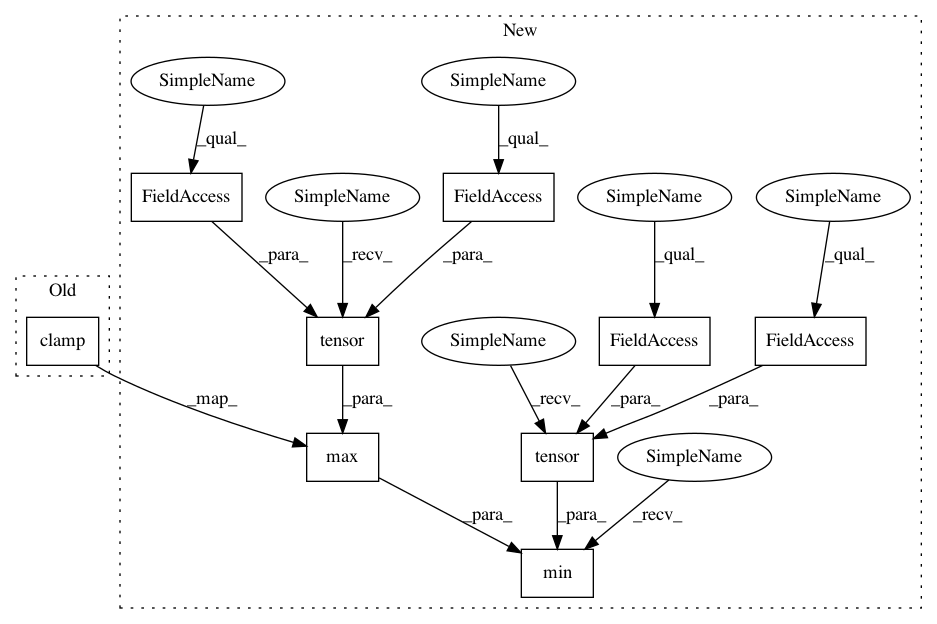 New
SimpleName
SimpleName
_qual_
_qual_
FieldAccess
SimpleName
FieldAccess
SimpleName
SimpleName
_para_
_recv_
_para_
_qual_
_qual_
Old
clamp
tensor
SimpleName
FieldAccess
FieldAccess
_map_
_para_
_recv_
_para_
_para_
max
tensor
SimpleName
_para_
_para_
_recv_
min